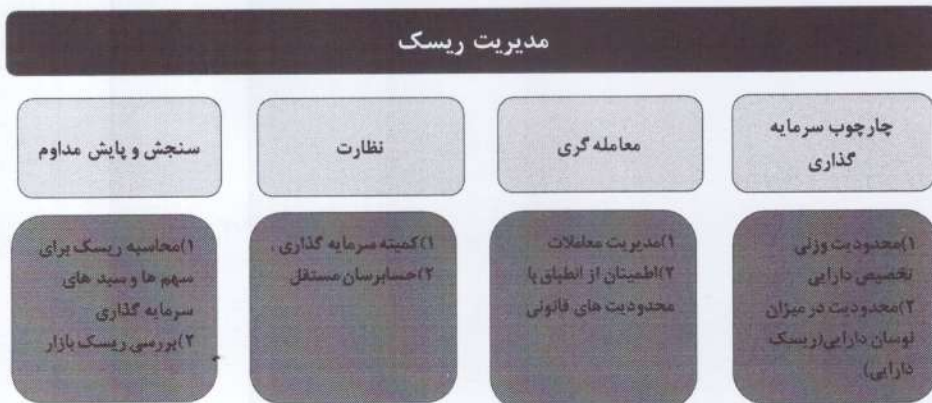 مدیریت ریسک
چارچوب سرمایه
گذاری
معامله گری
نظارت
سنجش و پایش مداوم
۱)محدودیت وزنی
تخصیص دارایی
۲)محدودیت در میزان
نوسان دارایی(ریسک
دارایی)
۱)مدیریت معاملات
۲)اطمینان از انطباق با
محدودیت های قانونی
۱)کمیته سرمایه گذاری ،
۲)حسابرسان مستقل
۱)محاسبه ریسک برای
سهم ها و سبد های
سرمایه گذاری
۲)بررسی ریسک بازار